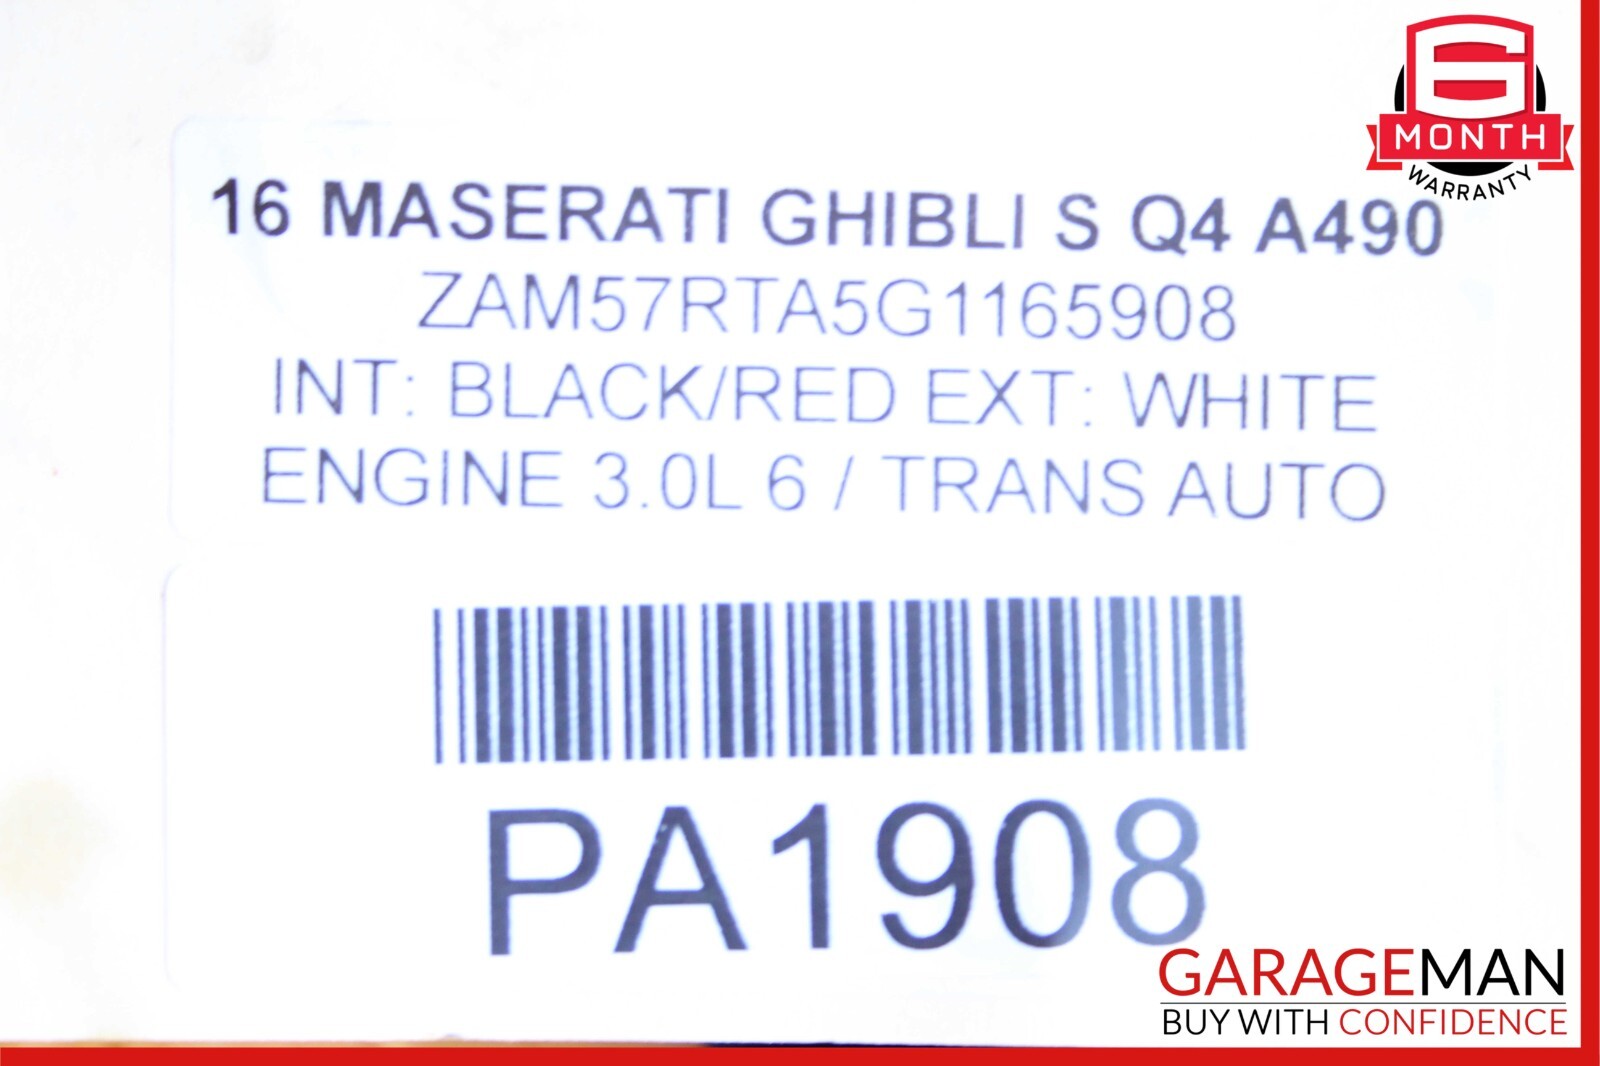 6
MONTH
WARRANTY
16 MASERATI GHIBLI S Q4 A490
ZAM57RTA5G1165908
INT: BLACK/RED EXT: WHITE
ENGINE 3.0L 6 / TRANS AUTO
PA1908
GARAGEMAN
BUY WITH CONFIDENCE